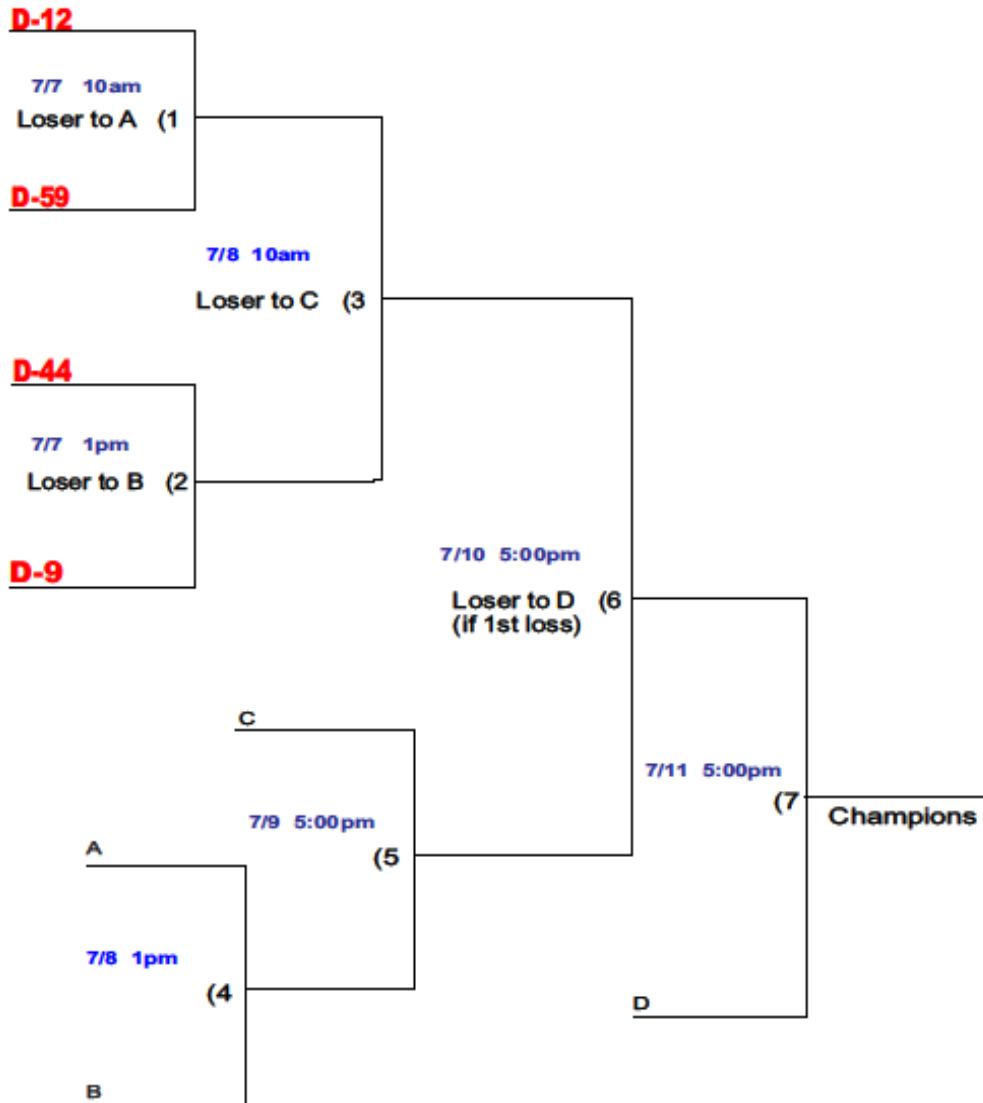 D-12
7/7 10am
Loser to A (1
D-59
7/8 10am
Loser to C (3
D-44
7/7 1pm
Loser to B (2
D-9
7/10 5:00pm
Loser to D (6
(if 1st loss)
C
7/11 5:00pm
(7
Champions
7/9 5:00pm
(5
A
7/8 1pm
(4
D
B